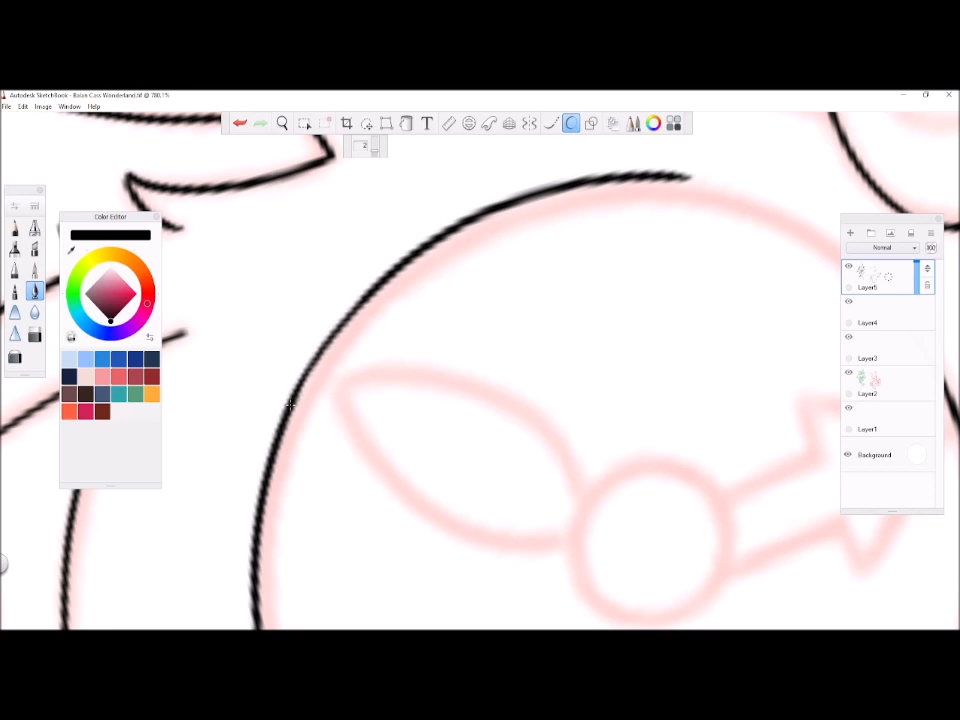 Autodesk SketchBook - Balan Cass Wonderland.tif @ 780.1%
File Edit Image Window Help
T
2
Color Editor
Normal
Layer5
Layer4
Layer3
Layer2
Layer1
Background